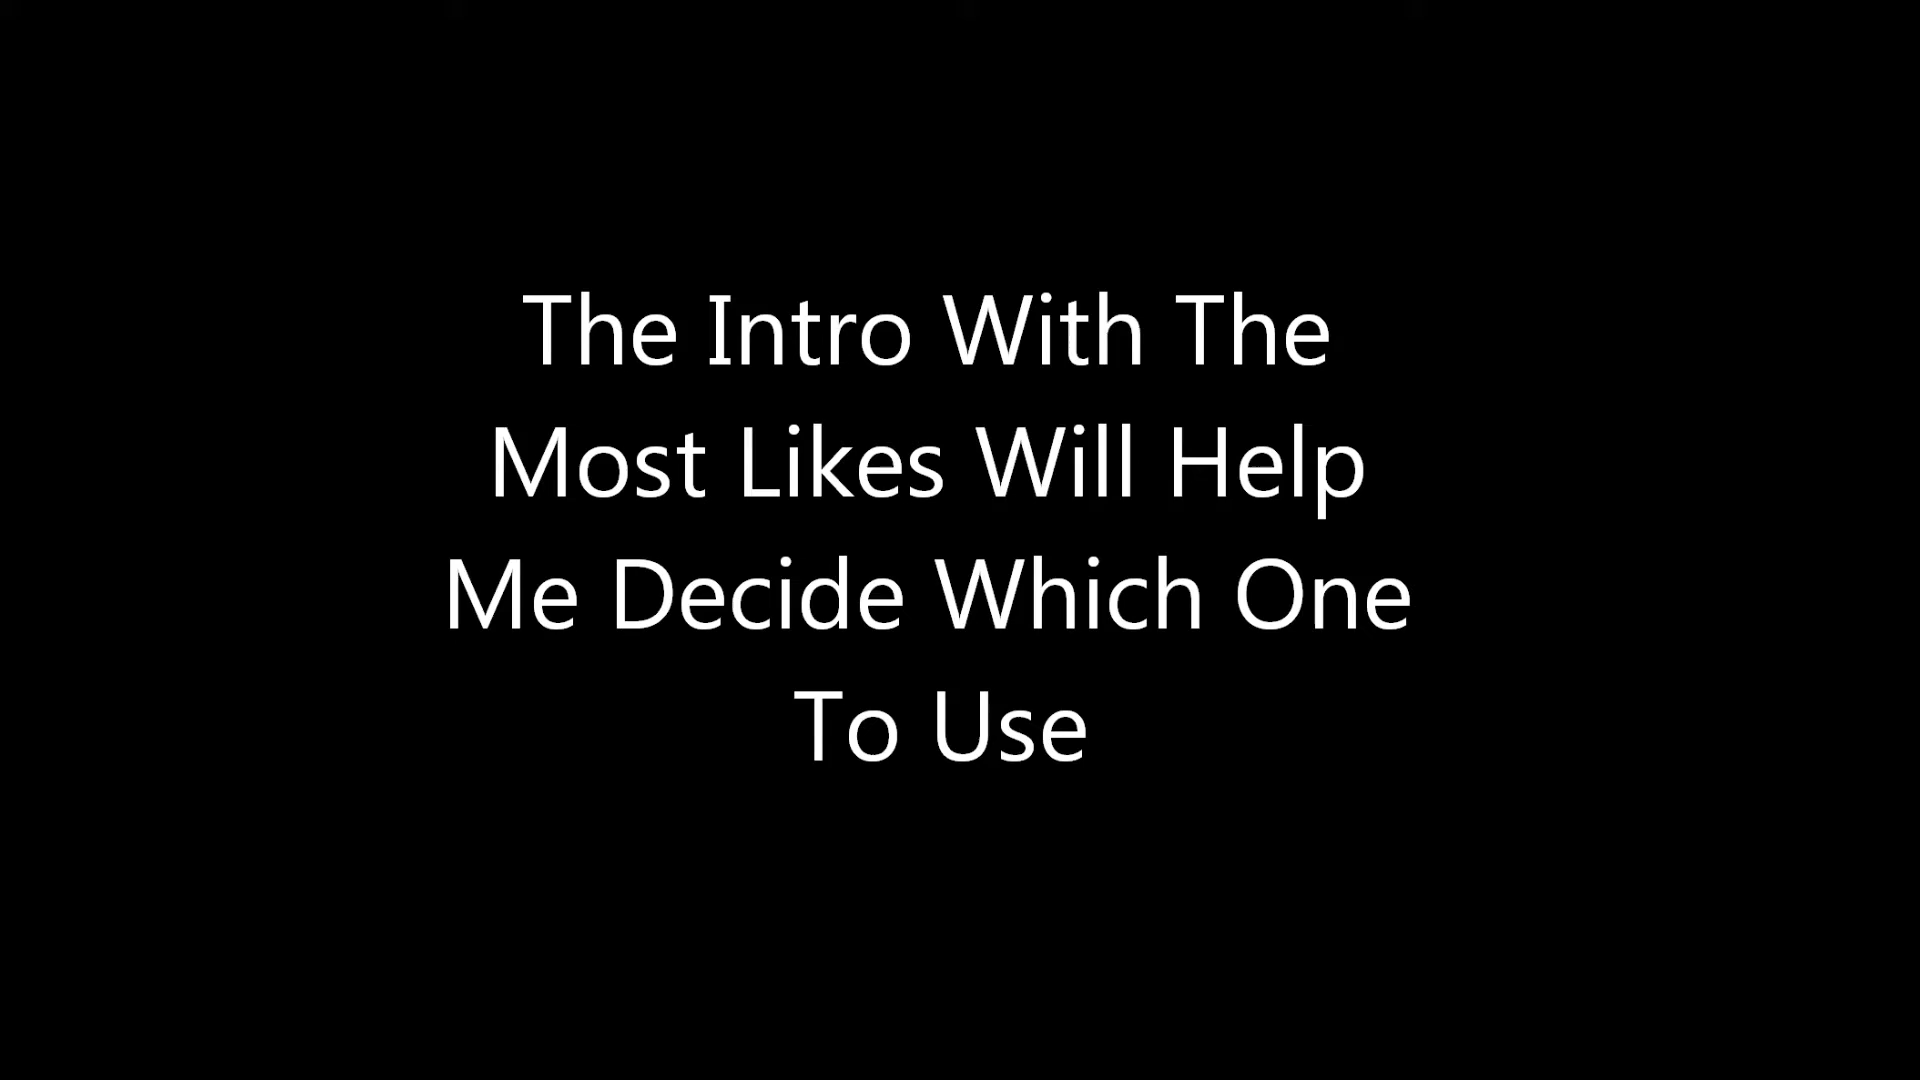 The Intro With The
Most Likes Will Help
Me Decide Which One
To Use